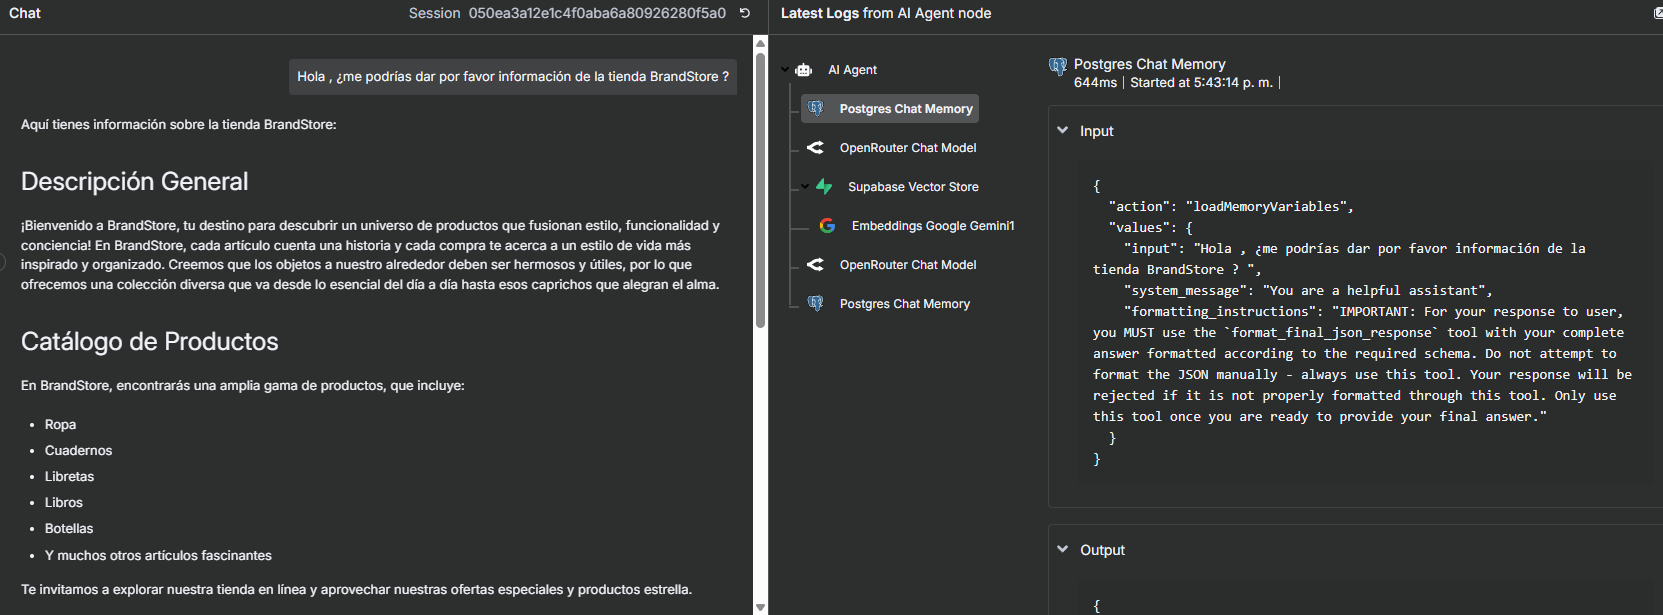 Chat
Session 050ea3a12e1c4f0aba6a80926280f5a0
Hola , ¿me podrías dar por favor información de la tienda BrandStore ?
Aquí tienes información sobre la tienda BrandStore:
Descripción General
¡Bienvenido a BrandStore, tu destino para descubrir un universo de productos que fusionan estilo, funcionalidad y
conciencia! En BrandStore, cada artículo cuenta una historia y cada compra te acerca a un estilo de vida más
inspirado y organizado. Creemos que los objetos a nuestro alrededor deben ser hermosos y útiles, por lo que
ofrecemos una colección diversa que va desde lo esencial del día a día hasta esos caprichos que alegran el alma.
Catálogo de Productos
En BrandStore, encontrarás una amplia gama de productos, que incluye:
• Ropa
• Cuadernos
• Libretas
• Libros
• Botellas
• Y muchos otros artículos fascinantes
Te invitamos a explorar nuestra tienda en línea y aprovechar nuestras ofertas especiales y productos estrella.
Latest Logs from AI Agent node
AI Agent
Postgres Chat Memory
OpenRouter Chat Model
Supabase Vector Store
Embeddings Google Gemini1
OpenRouter Chat Model
Postgres Chat Memory
Postgres Chat Memory
644ms | Started at 5:43:14 p. m. |
Input
{
"action": "loadMemoryVariables",
"values": {
"input": "Hola , ¿me podrías dar por favor información de la
tienda BrandStore ? ",
"system_message": "You are a helpful assistant",
"formatting_instructions": "IMPORTANT: For your response to user,
you MUST use the `format_final_json_response` tool with your complete
answer formatted according to the required schema. Do not attempt to
format the JSON manually - always use this tool. Your response will be
rejected if it is not properly formatted through this tool. Only use
this tool once you are ready to provide your final answer."
}
}
Output
{